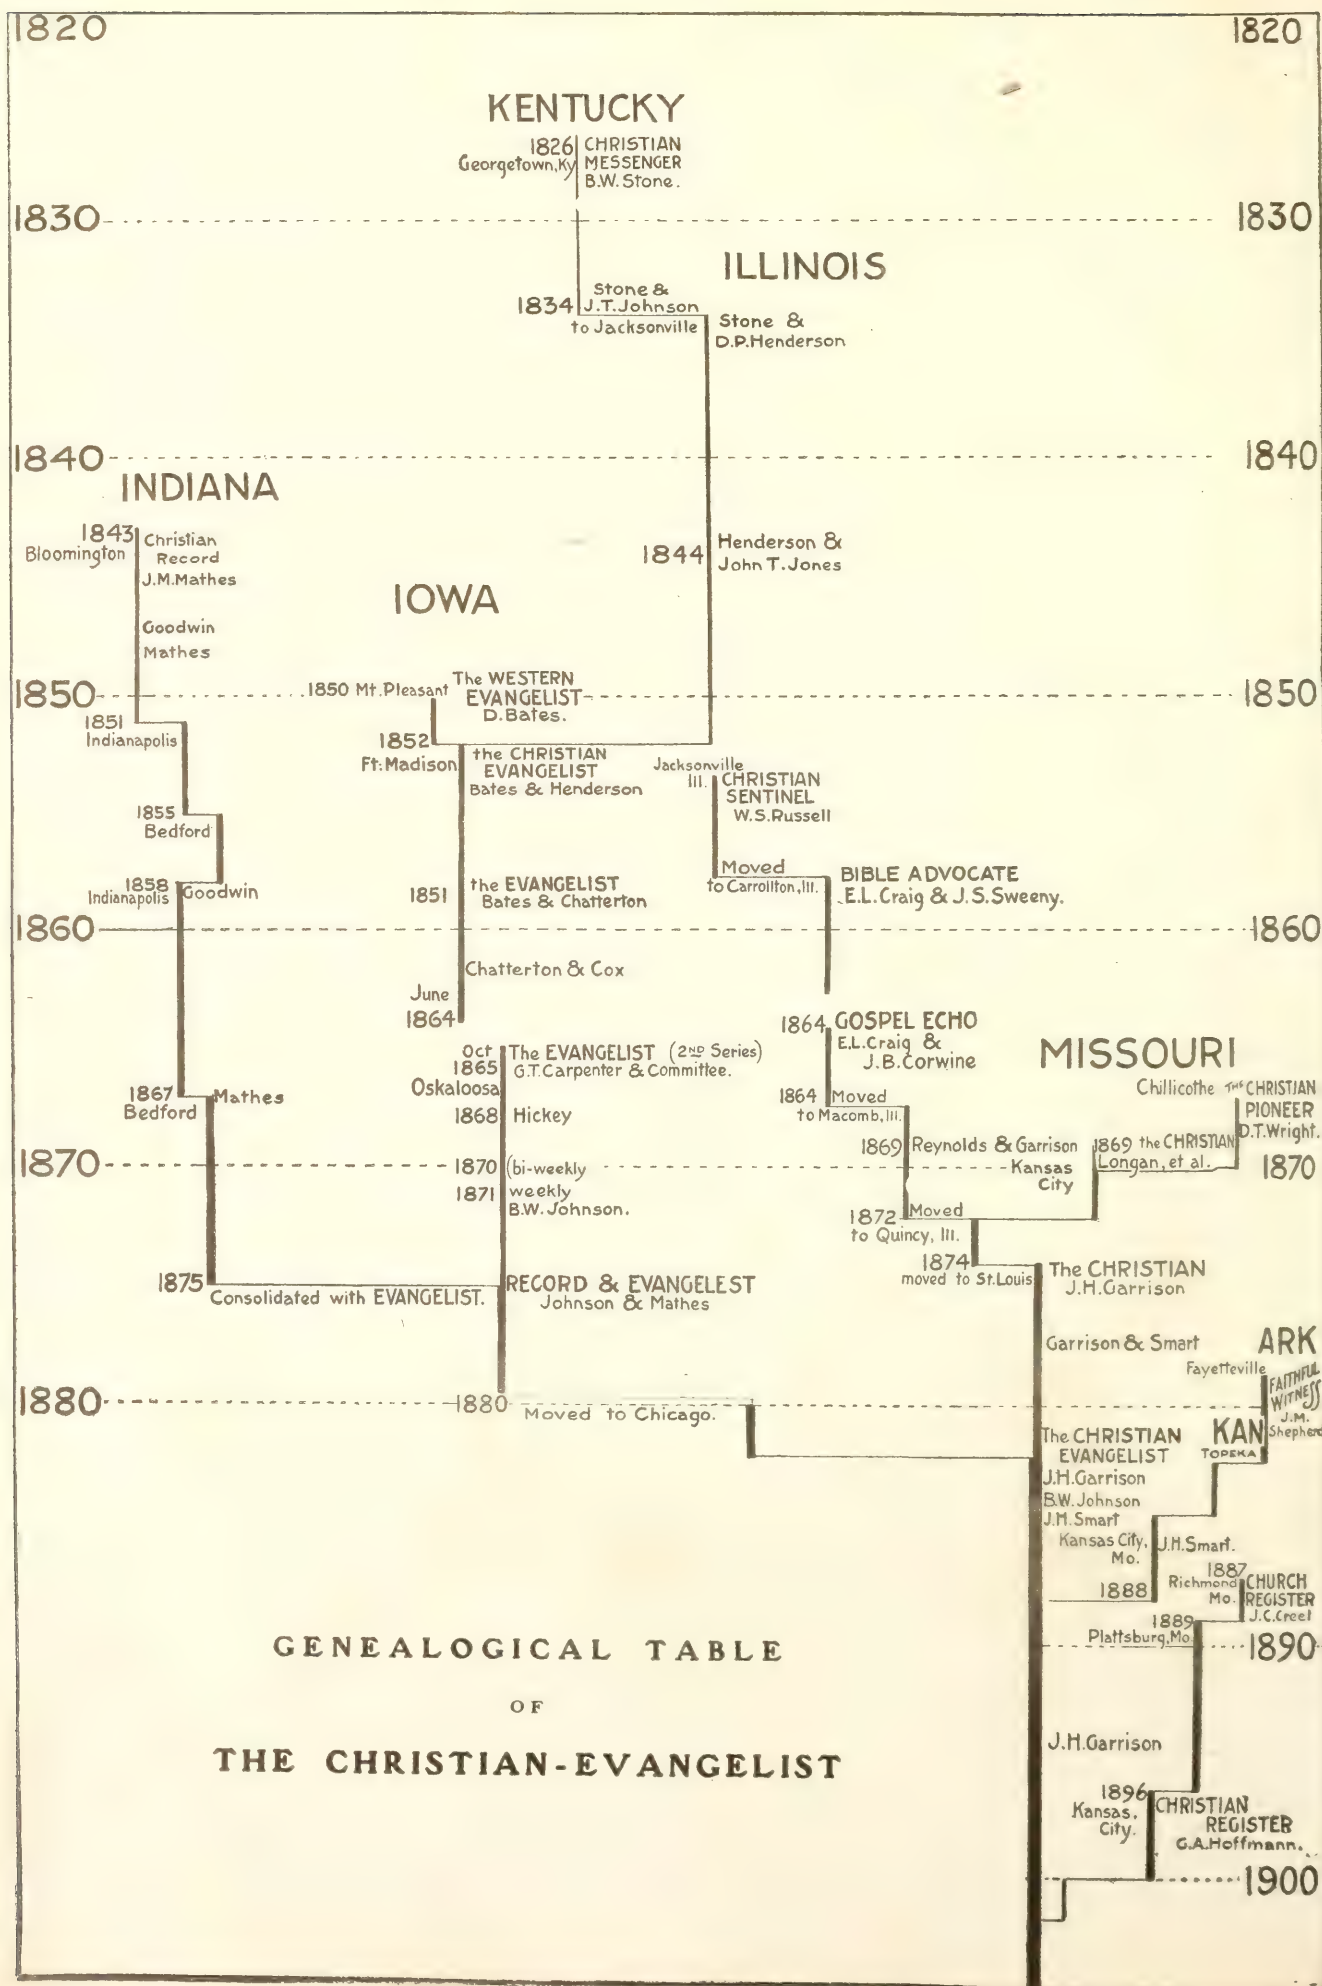 1820
1820
KENTUCKY
1826
Georgetown, Ky
CHRISTIAN
MESSENGER
B.W. Stone.
1830
1830
ILLINOIS
Stone &
J.T. Johnson
1834
to Jacksonville
Stone &
D.P. Henderson
1840
1840
INDIANA
1843
Bloomington
Christian
Record
J.M. Mathes
Goodwin
Mathes
1844
Henderson &
John T. Jones
IOWA
1850
1850
1850 Mt. Pleasant
The WESTERN
EVANGELIST
D. Bates.
1851
Indianapolis
1852
Ft. Madison
the CHRISTIAN
EVANGELIST
Bates & Henderson
Jacksonville
Ill.
CHRISTIAN
SENTINEL
W.S. Russell
1855
Bedford
1858
Indianapolis
Goodwin
1851
the EVANGELIST
Bates & Chatterton
Moved
to Carrollton, Ill.
BIBLE ADVOCATE
E.L. Craig & J.S. Sweeny.
1860
1860
Chatterton & Cox
June
1864
1864
GOSPEL ECHO
E.L. Craig &
J.B. Corwine
MISSOURI
Oct
1865
Oskaloosa
The EVANGELIST (2ND Series)
G.T. Carpenter & Committee.
1867
Bedford
Mathes
1868 Hickey
1864 Moved
to Macomb, Ill.
Chillicothe THE CHRISTIAN
PIONEER
D.T. Wright.
1869 Reynolds & Garrison
Kansas
City
1869 the CHRISTIAN
Longan, et al.
1870
1870
1870 (bi-weekly
1871 weekly
B.W. Johnson.
1872 Moved
to Quincy, Ill.
1874
moved to St. Louis
The CHRISTIAN
J.H. Garrison
1875
Consolidated with EVANGELIST.
RECORD & EVANGELEST
Johnson & Mathes
Garrison & Smart
ARK
Fayetteville
FAITHFUL
WITNESS
J.M.
Shepherd
1880
1880
Moved to Chicago.
The CHRISTIAN
EVANGELIST
J.H. Garrison
B.W. Johnson
J.H. Smart
KAN
TOPEKA
Kansas City,
Mo.
J.H. Smart.
1888
1887
Richmond
Mo.
CHURCH
REGISTER
J.C. Creel
1889
Plattsburg, Mo.
1890
GENEALOGICAL TABLE
OF
THE CHRISTIAN-EVANGELIST
J.H. Garrison
1896
Kansas,
City.
CHRISTIAN
REGISTER
G.A. Hoffmann.
1900